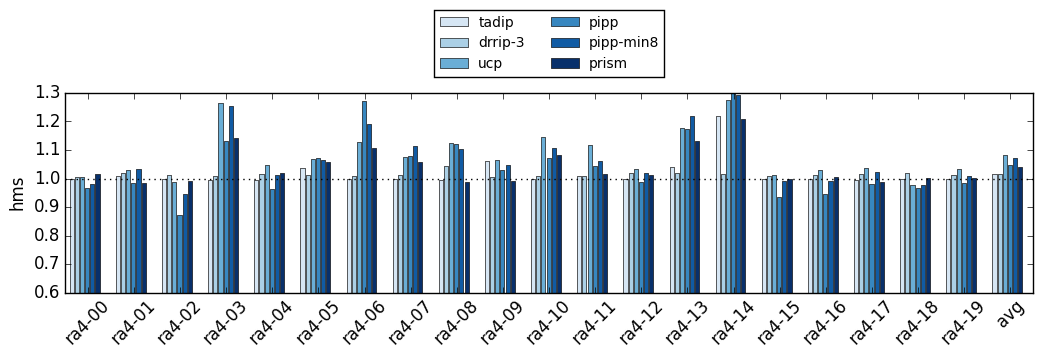 tadip pipp
drrip-3 pipp-min8
ucp prism
hms
1.3
1.2
1.1
1.0
0.9
0.8
0.7
0.6
ra4-00 ra4-01 ra4-02 ra4-03 ra4-04 ra4-05 ra4-06 ra4-07 ra4-08 ra4-09 ra4-10 ra4-11 ra4-12 ra4-13 ra4-14 ra4-15 ra4-16 ra4-17 ra4-18 ra4-19 avg